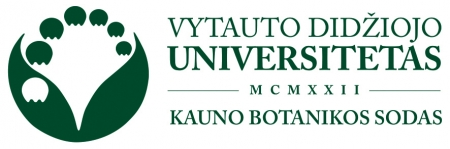 VYTAUTO DIDŽIOJO
UNIVERSITETAS
MCMXXII
KAUNO BOTANIKOS SODAS